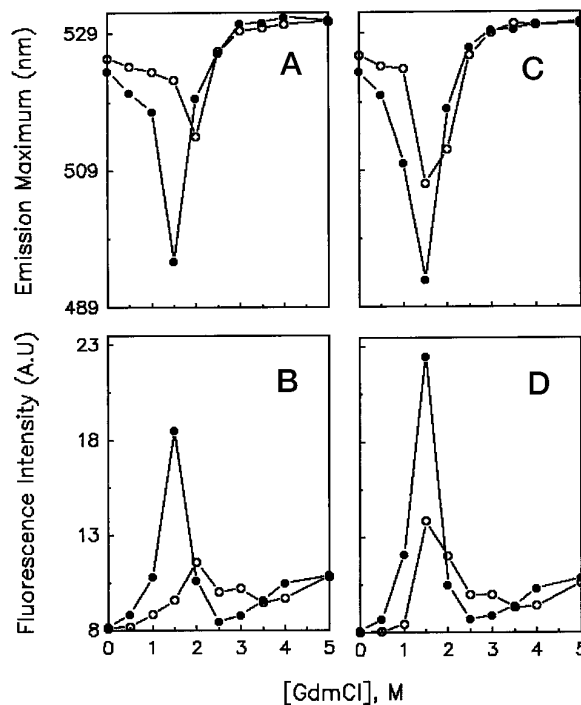 529
509
489
Emission Maximum (nm)
A
C
23
18
13
8
Fluorescence Intensity (A.U)
B
D
0 1 2 3 4 5
0 1 2 3 4 5
[GdmCl], M